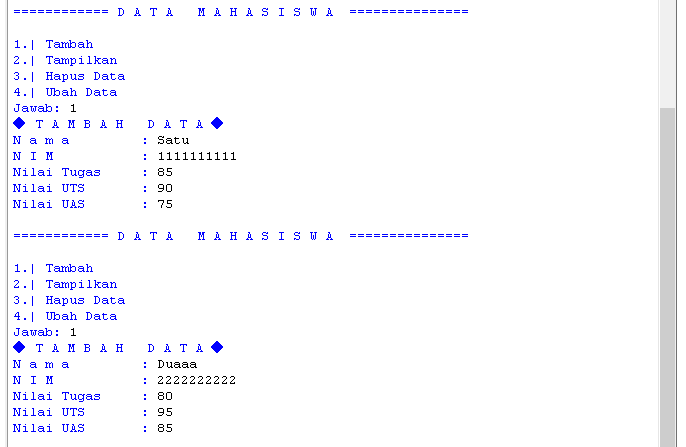 ============ D A T A   M A H A S I S W A  ===============
1.| Tambah
2.| Tampilkan
3.| Hapus Data
4.| Ubah Data
Jawab: 1
◆ T A M B A H   D A T A ◆
N a m a         : Satu
N I M           : 1111111111
Nilai Tugas     : 85
Nilai UTS       : 90
Nilai UAS       : 75
============ D A T A   M A H A S I S W A  ===============
1.| Tambah
2.| Tampilkan
3.| Hapus Data
4.| Ubah Data
Jawab: 1
◆ T A M B A H   D A T A ◆
N a m a         : Duaaa
N I M           : 2222222222
Nilai Tugas     : 80
Nilai UTS       : 95
Nilai UAS       : 85